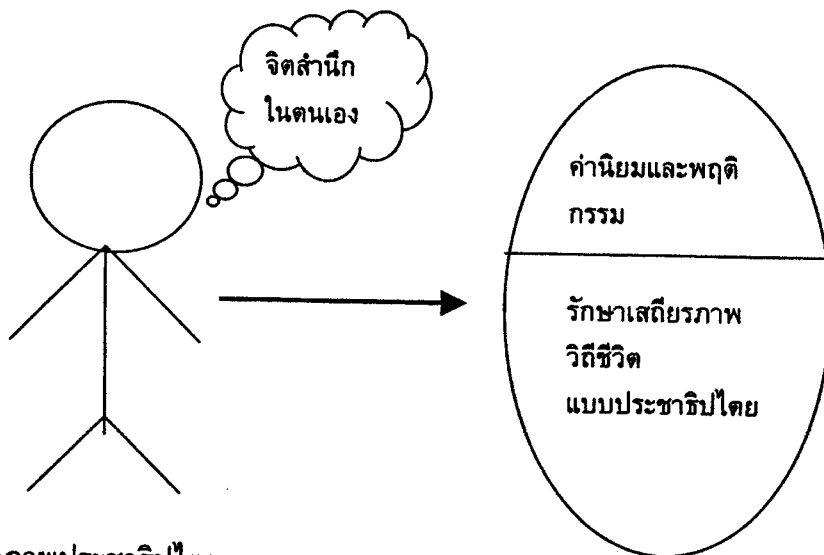 จิตสำนึก
ในตนเอง
ค่านิยมและพฤติ
กรรม
รักษาเสถียรภาพ
วิถีชีวิต
แบบประชาธิปไตย